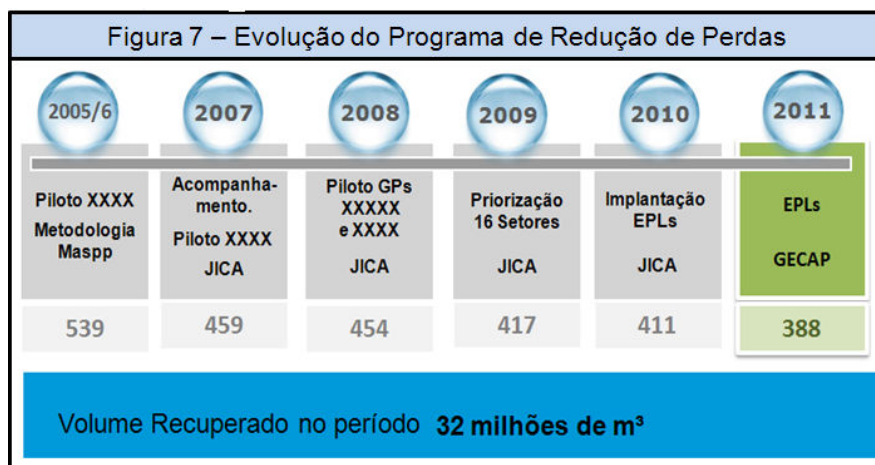 Figura 7 – Evolução do Programa de Redução de Perdas
2005/6
2007
2008
2009
2010
2011
Piloto XXXX
Metodologia
Maspp
Acompanha-
mento.
Piloto XXXX
JICA
Piloto GPs
XXXXX
e XXXX
JICA
Priorização
16 Setores
JICA
Implantação
EPLs
JICA
EPLs
GECAP
539
459
454
417
411
388
Volume Recuperado no período 32 milhões de m³